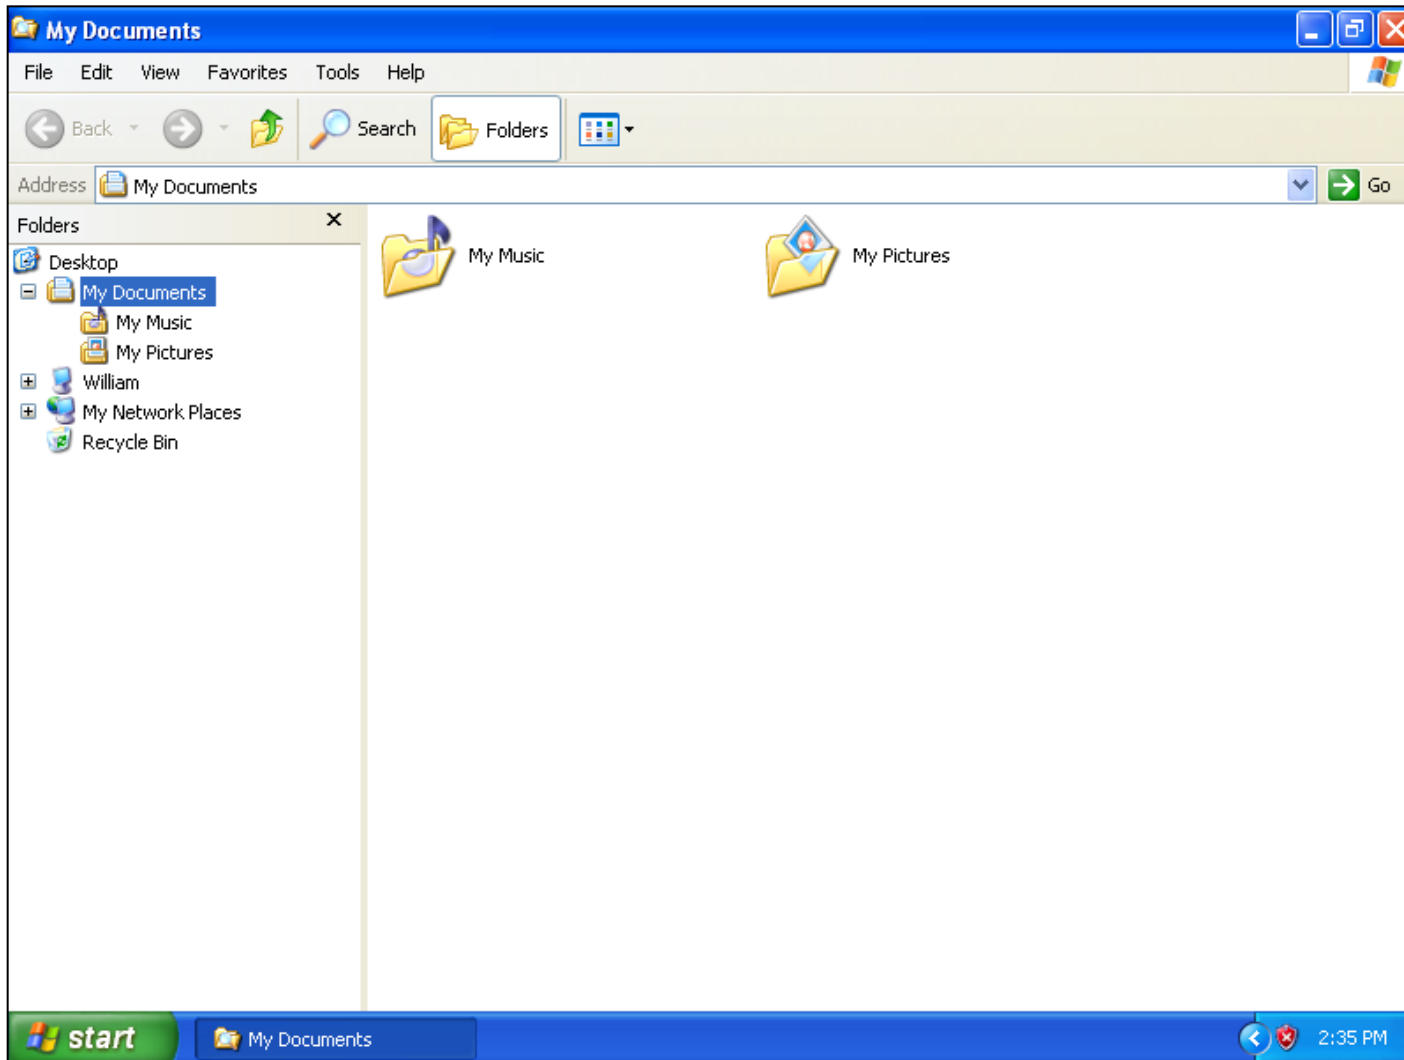 My Documents
File Edit View Favorites Tools Help
Back Search Folders
Address My Documents Go
Folders
Desktop
My Documents
My Music
My Pictures
William
My Network Places
Recycle Bin
My Music
My Pictures
start My Documents 2:35 PM